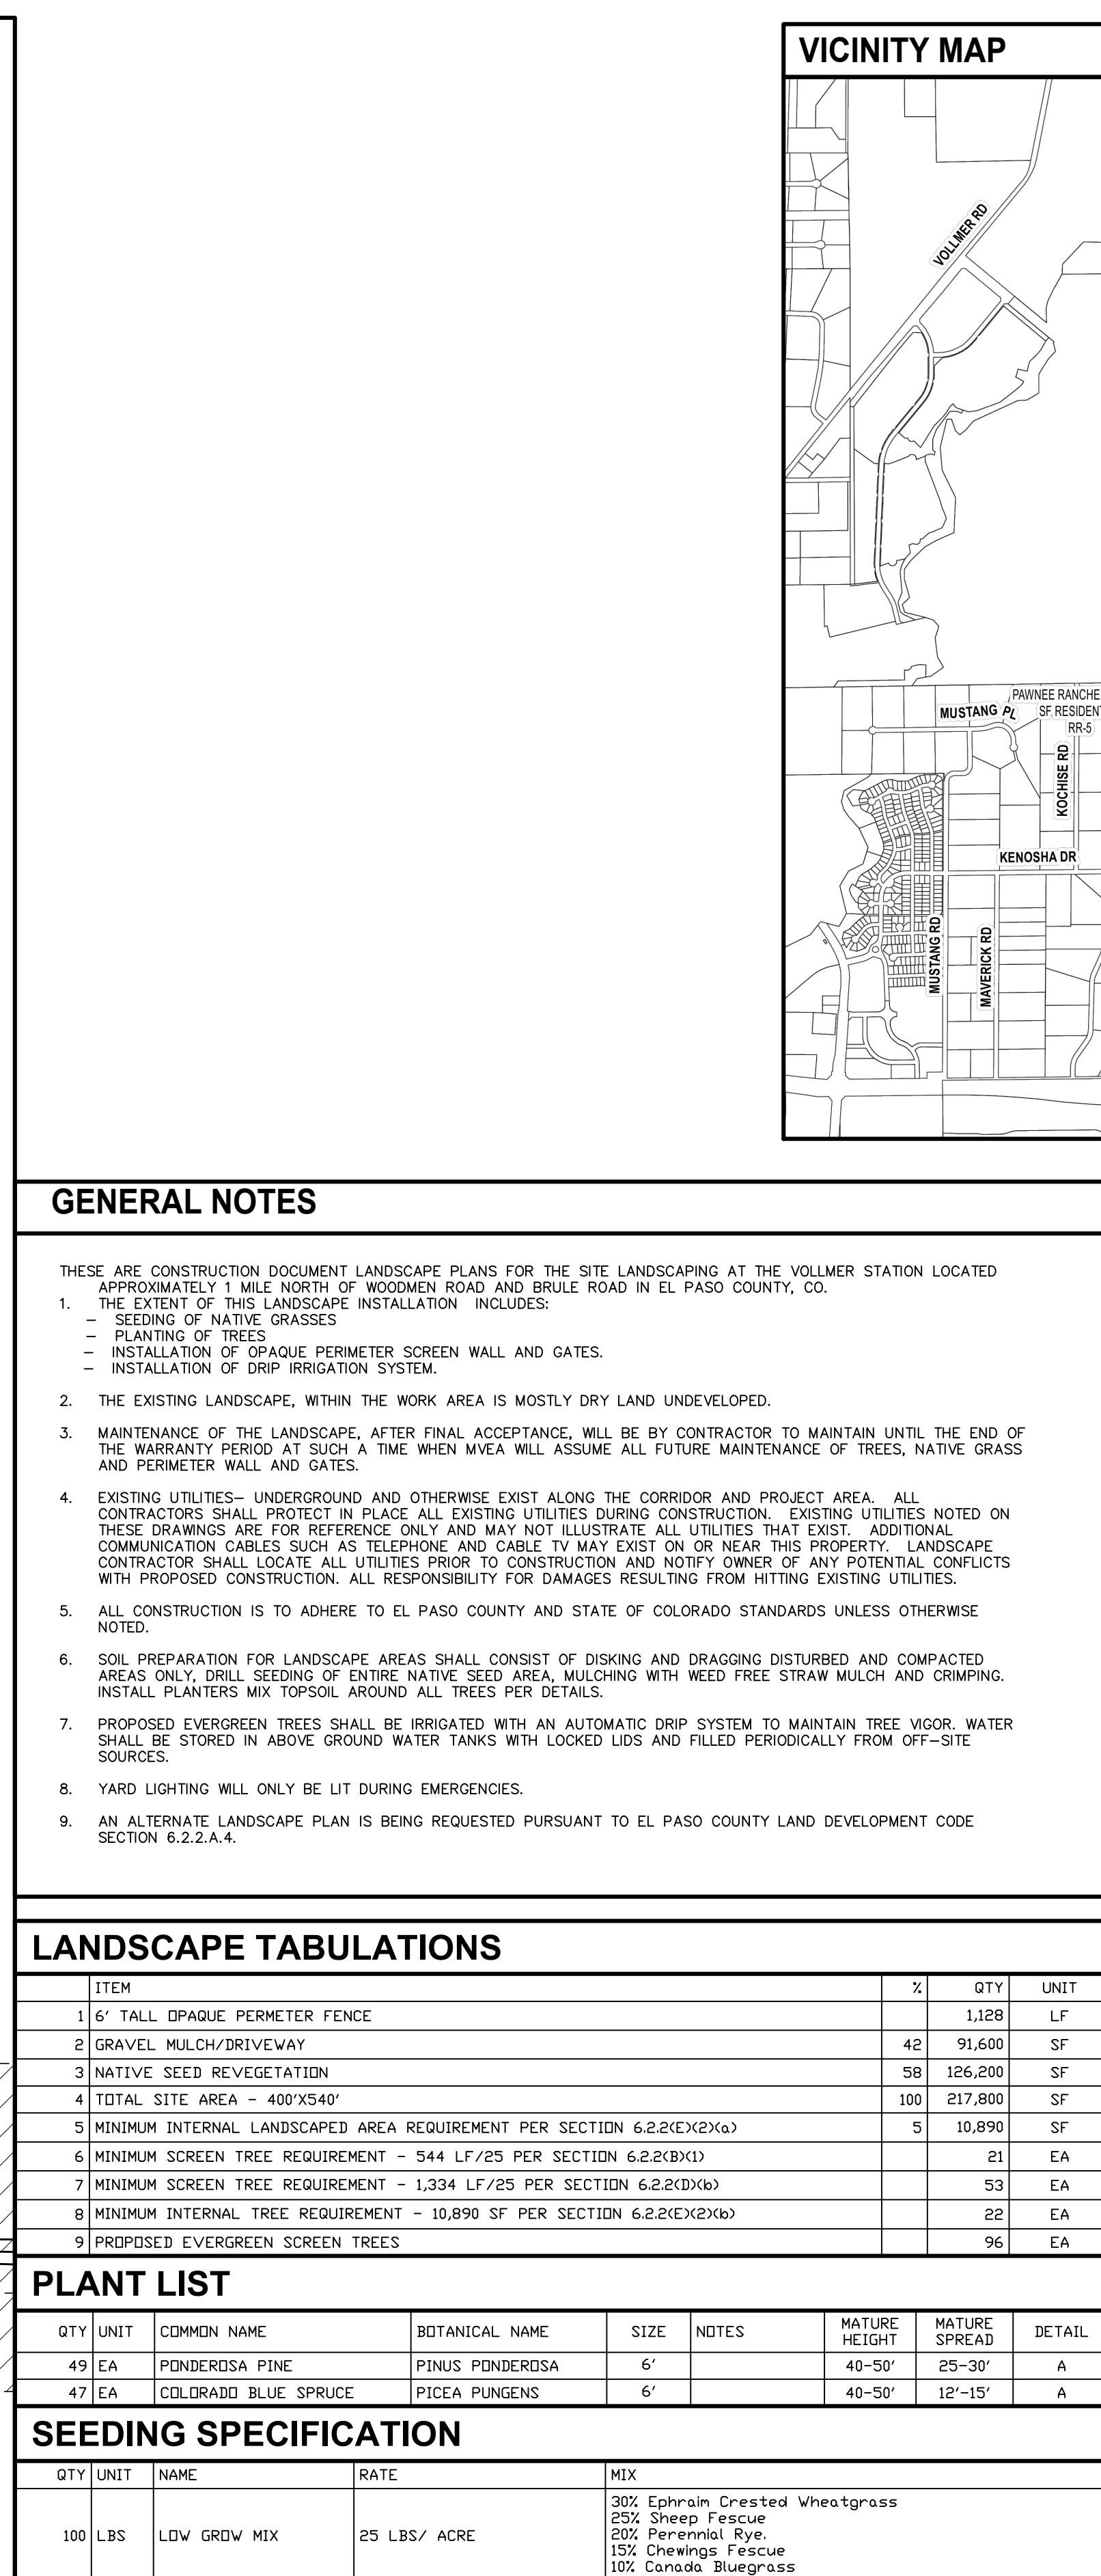 VICINITY MAP
VOLLMER RD
PAWNEE RANCHE
MUSTANG PL
SF RESIDENT
RR-5
KOCHISE RD
KENOSHA DR
MUSTANG RD
MAVERICK RD
GENERAL NOTES
THESE ARE CONSTRUCTION DOCUMENT LANDSCAPE PLANS FOR THE SITE LANDSCAPING AT THE VOLLMER STATION LOCATED
APPROXIMATELY 1 MILE NORTH OF WOODMEN ROAD AND BRULE ROAD IN EL PASO COUNTY, CO.
1. THE EXTENT OF THIS LANDSCAPE INSTALLATION INCLUDES:
– SEEDING OF NATIVE GRASSES
– PLANTING OF TREES
– INSTALLATION OF OPAQUE PERIMETER SCREEN WALL AND GATES.
– INSTALLATION OF DRIP IRRIGATION SYSTEM.
2. THE EXISTING LANDSCAPE, WITHIN THE WORK AREA IS MOSTLY DRY LAND UNDEVELOPED.
3. MAINTENANCE OF THE LANDSCAPE, AFTER FINAL ACCEPTANCE, WILL BE BY CONTRACTOR TO MAINTAIN UNTIL THE END OF
THE WARRANTY PERIOD AT SUCH A TIME WHEN MVEA WILL ASSUME ALL FUTURE MAINTENANCE OF TREES, NATIVE GRASS
AND PERIMETER WALL AND GATES.
4. EXISTING UTILITIES– UNDERGROUND AND OTHERWISE EXIST ALONG THE CORRIDOR AND PROJECT AREA. ALL
CONTRACTORS SHALL PROTECT IN PLACE ALL EXISTING UTILITIES DURING CONSTRUCTION. EXISTING UTILITIES NOTED ON
THESE DRAWINGS ARE FOR REFERENCE ONLY AND MAY NOT ILLUSTRATE ALL UTILITIES THAT EXIST. ADDITIONAL
COMMUNICATION CABLES SUCH AS TELEPHONE AND CABLE TV MAY EXIST ON OR NEAR THIS PROPERTY. LANDSCAPE
CONTRACTOR SHALL LOCATE ALL UTILITIES PRIOR TO CONSTRUCTION AND NOTIFY OWNER OF ANY POTENTIAL CONFLICTS
WITH PROPOSED CONSTRUCTION. ALL RESPONSIBILITY FOR DAMAGES RESULTING FROM HITTING EXISTING UTILITIES.
5. ALL CONSTRUCTION IS TO ADHERE TO EL PASO COUNTY AND STATE OF COLORADO STANDARDS UNLESS OTHERWISE
NOTED.
6. SOIL PREPARATION FOR LANDSCAPE AREAS SHALL CONSIST OF DISKING AND DRAGGING DISTURBED AND COMPACTED
AREAS ONLY, DRILL SEEDING OF ENTIRE NATIVE SEED AREA, MULCHING WITH WEED FREE STRAW MULCH AND CRIMPING.
INSTALL PLANTERS MIX TOPSOIL AROUND ALL TREES PER DETAILS.
7. PROPOSED EVERGREEN TREES SHALL BE IRRIGATED WITH AN AUTOMATIC DRIP SYSTEM TO MAINTAIN TREE VIGOR. WATER
SHALL BE STORED IN ABOVE GROUND WATER TANKS WITH LOCKED LIDS AND FILLED PERIODICALLY FROM OFF–SITE
SOURCES.
8. YARD LIGHTING WILL ONLY BE LIT DURING EMERGENCIES.
9. AN ALTERNATE LANDSCAPE PLAN IS BEING REQUESTED PURSUANT TO EL PASO COUNTY LAND DEVELOPMENT CODE
SECTION 6.2.2.A.4.
LANDSCAPE TABULATIONS
ITEM % QTY UNIT
1 6' TALL OPAQUE PERMETER FENCE 1,128 LF
2 GRAVEL MULCH/DRIVEWAY 42 91,600 SF
3 NATIVE SEED REVEGETATION 58 126,200 SF
4 TOTAL SITE AREA - 400'X540' 100 217,800 SF
5 MINIMUM INTERNAL LANDSCAPED AREA REQUIREMENT PER SECTION 6.2.2(E)(2)(a) 5 10,890 SF
6 MINIMUM SCREEN TREE REQUIREMENT - 544 LF/25 PER SECTION 6.2.2(B)(1) 21 EA
7 MINIMUM SCREEN TREE REQUIREMENT - 1,334 LF/25 PER SECTION 6.2.2(D)(b) 53 EA
8 MINIMUM INTERNAL TREE REQUIREMENT - 10,890 SF PER SECTION 6.2.2(E)(2)(b) 22 EA
9 PROPOSED EVERGREEN SCREEN TREES 96 EA
PLANT LIST
QTY UNIT COMMON NAME BOTANICAL NAME SIZE NOTES MATURE HEIGHT MATURE SPREAD DETAIL
49 EA PONDEROSA PINE PINUS PONDEROSA 6' 40-50' 25-30' A
47 EA COLORADO BLUE SPRUCE PICEA PUNGENS 6' 40-50' 12'-15' A
SEEDING SPECIFICATION
QTY UNIT NAME RATE MIX
100 LBS LOW GROW MIX 25 LBS/ ACRE
30% Ephraim Crested Wheatgrass
25% Sheep Fescue
20% Perennial Rye.
15% Chewings Fescue
10% Canada Bluegrass